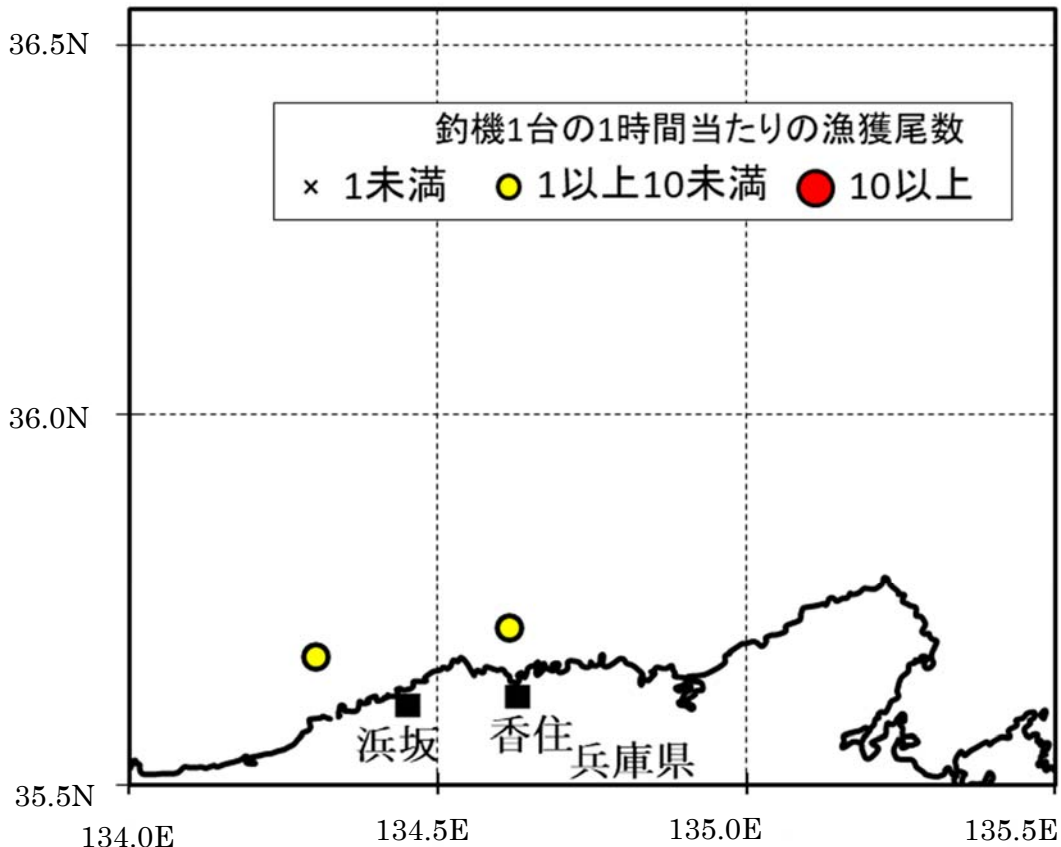 36.5N
釣機1台の1時間当たりの漁獲尾数
× 1未満 1以上10未満 10以上
36.0N
浜坂 香住
兵庫県
35.5N
134.0E 134.5E 135.0E 135.5E